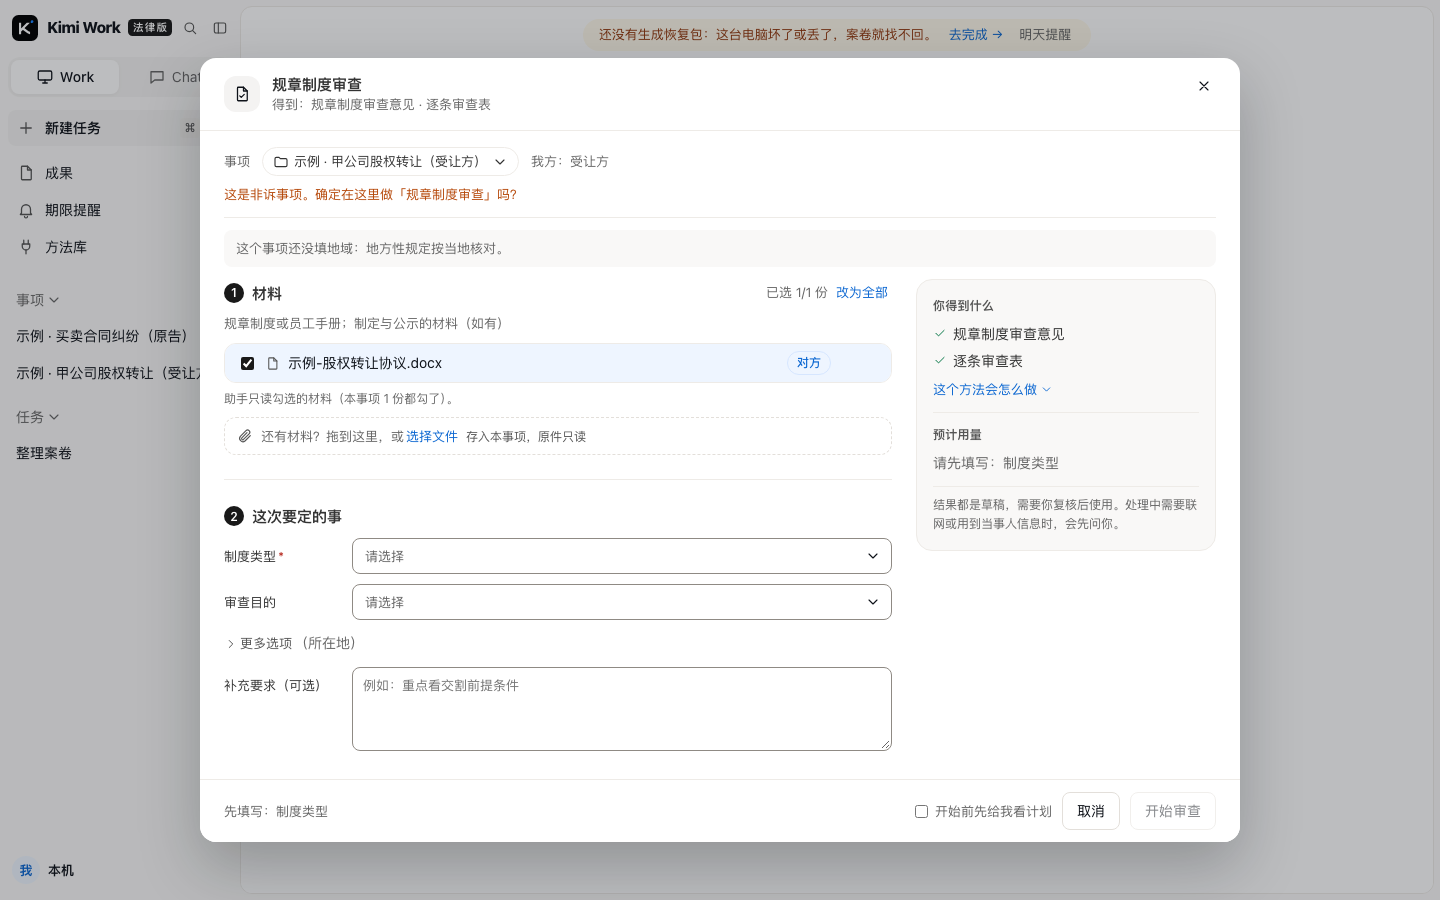 Kimi Work 法律版
还没有生成恢复包：这台电脑坏了或丢了，案卷就找不回。 去完成 → 明天提醒
Work
Chat
新建任务 ⌘
成果
期限提醒
方法库
事项
示例 · 买卖合同纠纷（原告）
示例 · 甲公司股权转让（受让方
任务
整理案卷
我 本机
规章制度审查
得到：规章制度审查意见 · 逐条审查表
事项 示例 · 甲公司股权转让（受让方） 我方：受让方
这是非诉事项。确定在这里做「规章制度审查」吗？
这个事项还没填地域：地方性规定按当地核对。
1 材料 已选 1/1 份 改为全部
规章制度或员工手册；制定与公示的材料（如有）
示例-股权转让协议.docx 对方
助手只读勾选的材料（本事项 1 份都勾了）。
还有材料？拖到这里，或 选择文件 存入本事项，原件只读
2 这次要定的事
制度类型 * 请选择
审查目的 请选择
更多选项 （所在地）
补充要求（可选） 例如：重点看交割前提条件
你得到什么
规章制度审查意见
逐条审查表
这个方法会怎么做
预计用量
请先填写：制度类型
结果都是草稿，需要你复核后使用。处理中需要联
网或用到当事人信息时，会先问你。
先填写：制度类型 开始前先给我看计划 取消 开始审查